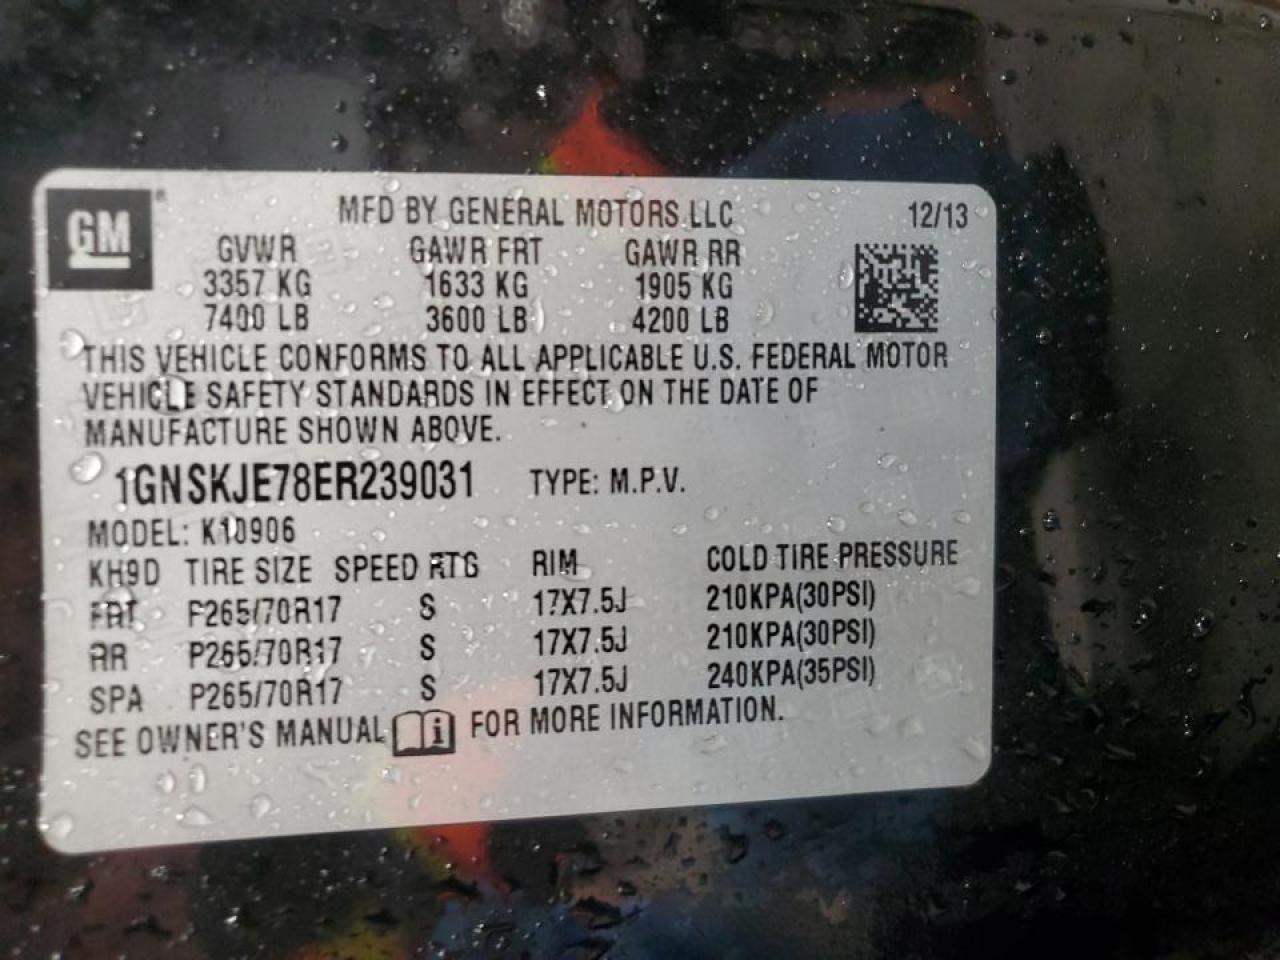 GM ® MFD BY GENERAL MOTORS LLC 12/13
GVWR GAWR FRT GAWR RR
3357 KG 1633 KG 1905 KG
7400 LB 3600 LB 4200 LB
THIS VEHICLE CONFORMS TO ALL APPLICABLE U.S. FEDERAL MOTOR
VEHICLE SAFETY STANDARDS IN EFFECT ON THE DATE OF
MANUFACTURE SHOWN ABOVE.
1GNSKJE78ER239031 TYPE: M.P.V.
MODEL: K10906
KH9D TIRE SIZE SPEED RTG RIM COLD TIRE PRESSURE
FRT P265/70R17 S 17X7.5J 210KPA(30PSI)
RR P265/70R17 S 17X7.5J 210KPA(30PSI)
SPA P265/70R17 S 17X7.5J 240KPA(35PSI)
SEE OWNER'S MANUAL i FOR MORE INFORMATION.